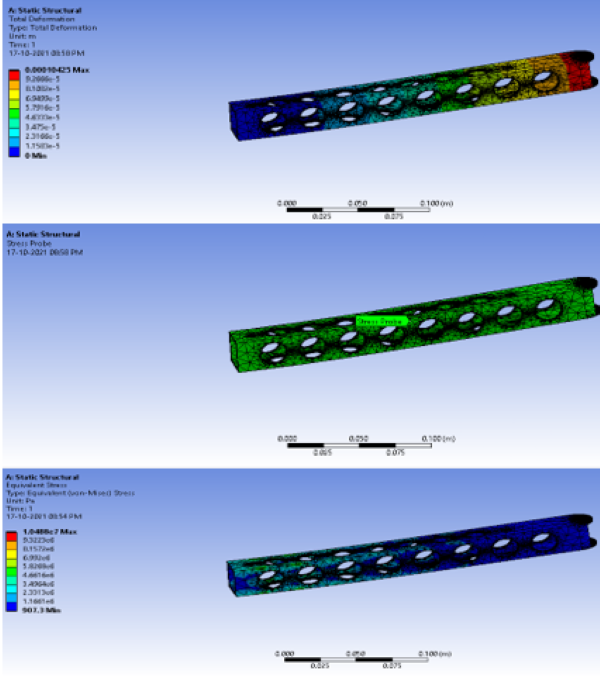 A: Static Structural
Total Deformation
Type: Total Deformation
Unit: m
Time: 1
17-10-2021 08:58 PM
0.00010425 Max
9.2666e-5
8.1082e-5
6.9499e-5
5.7916e-5
4.6333e-5
3.475e-5
2.3166e-5
1.1583e-5
0 Min
0.000
0.050
0.100 (m)
0.025
0.075
A: Static Structural
Stress Probe
17-10-2021 08:58 PM
Stress Probe
0.000
0.050
0.100 (m)
0.025
0.075
A: Static Structural
Equivalent Stress
Type: Equivalent (von-Mises) Stress
Unit: Pa
Time: 1
17-10-2021 08:54 PM
1.0488e7 Max
9.3223e6
8.1572e6
6.992e6
5.8268e6
4.6616e6
3.4964e6
2.3313e6
1.1661e6
907.3 Min
0.000
0.050
0.100 (m)
0.025
0.075